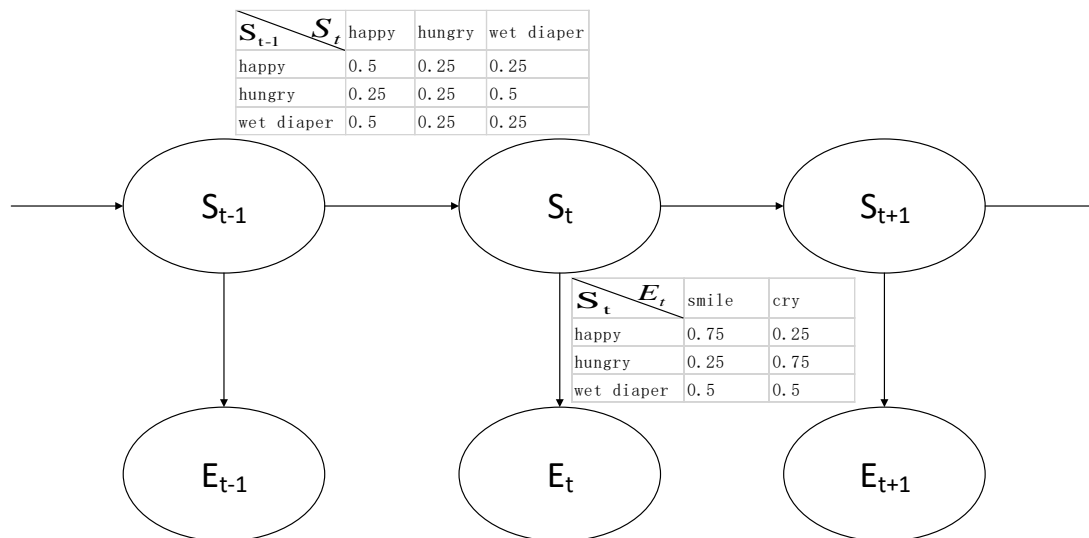 S_t-1 S_t happy hungry wet diaper
happy 0.5 0.25 0.25
hungry 0.25 0.25 0.5
wet diaper 0.5 0.25 0.25
S_t-1 S_t S_t+1
S_t E_t smile cry
happy 0.75 0.25
hungry 0.25 0.75
wet diaper 0.5 0.5
E_t-1 E_t E_t+1